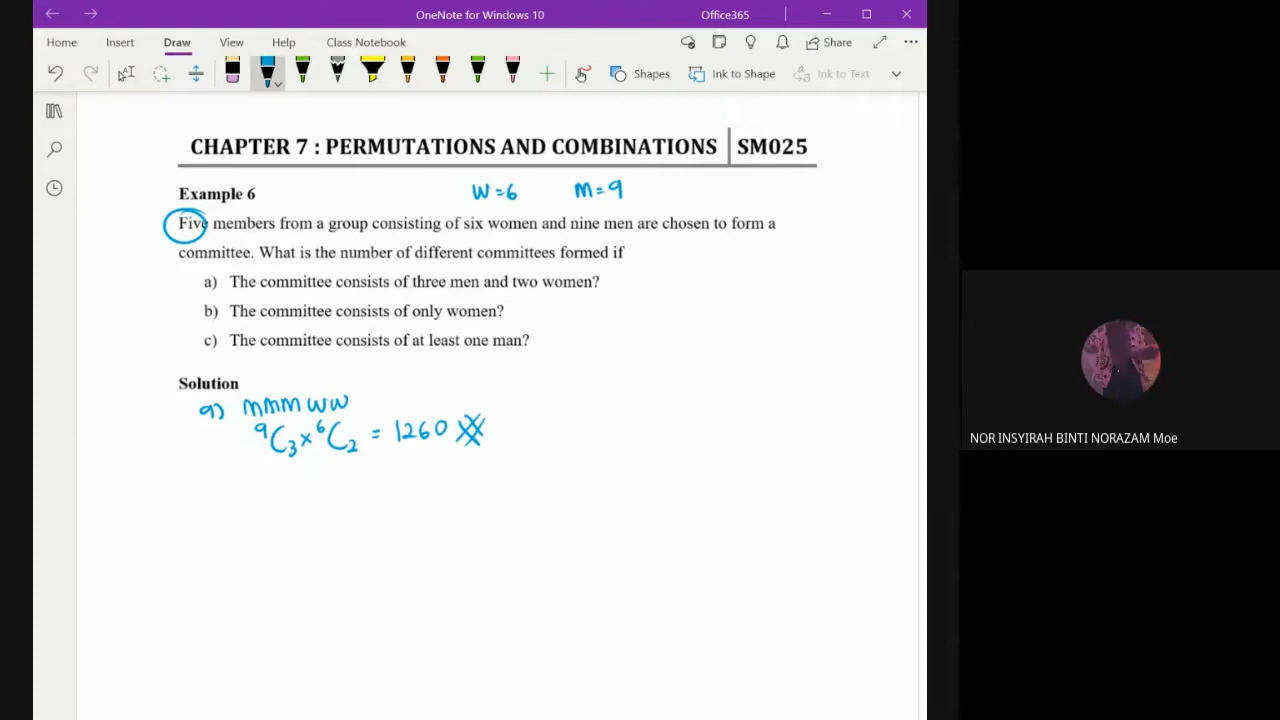 OneNote for Windows 10
Office365
Home Insert Draw View Help Class Notebook
Share
Shapes Ink to Shape Ink to Text
CHAPTER 7 : PERMUTATIONS AND COMBINATIONS SM025
W=6 M=9
Example 6
Five members from a group consisting of six women and nine men are chosen to form a
committee. What is the number of different committees formed if
a) The committee consists of three men and two women?
b) The committee consists of only women?
c) The committee consists of at least one man?
Solution
a) MMMWW
⁹C₃ × ⁶C₂ = 1260
NOR INSYIRAH BINTI NORAZAM Moe